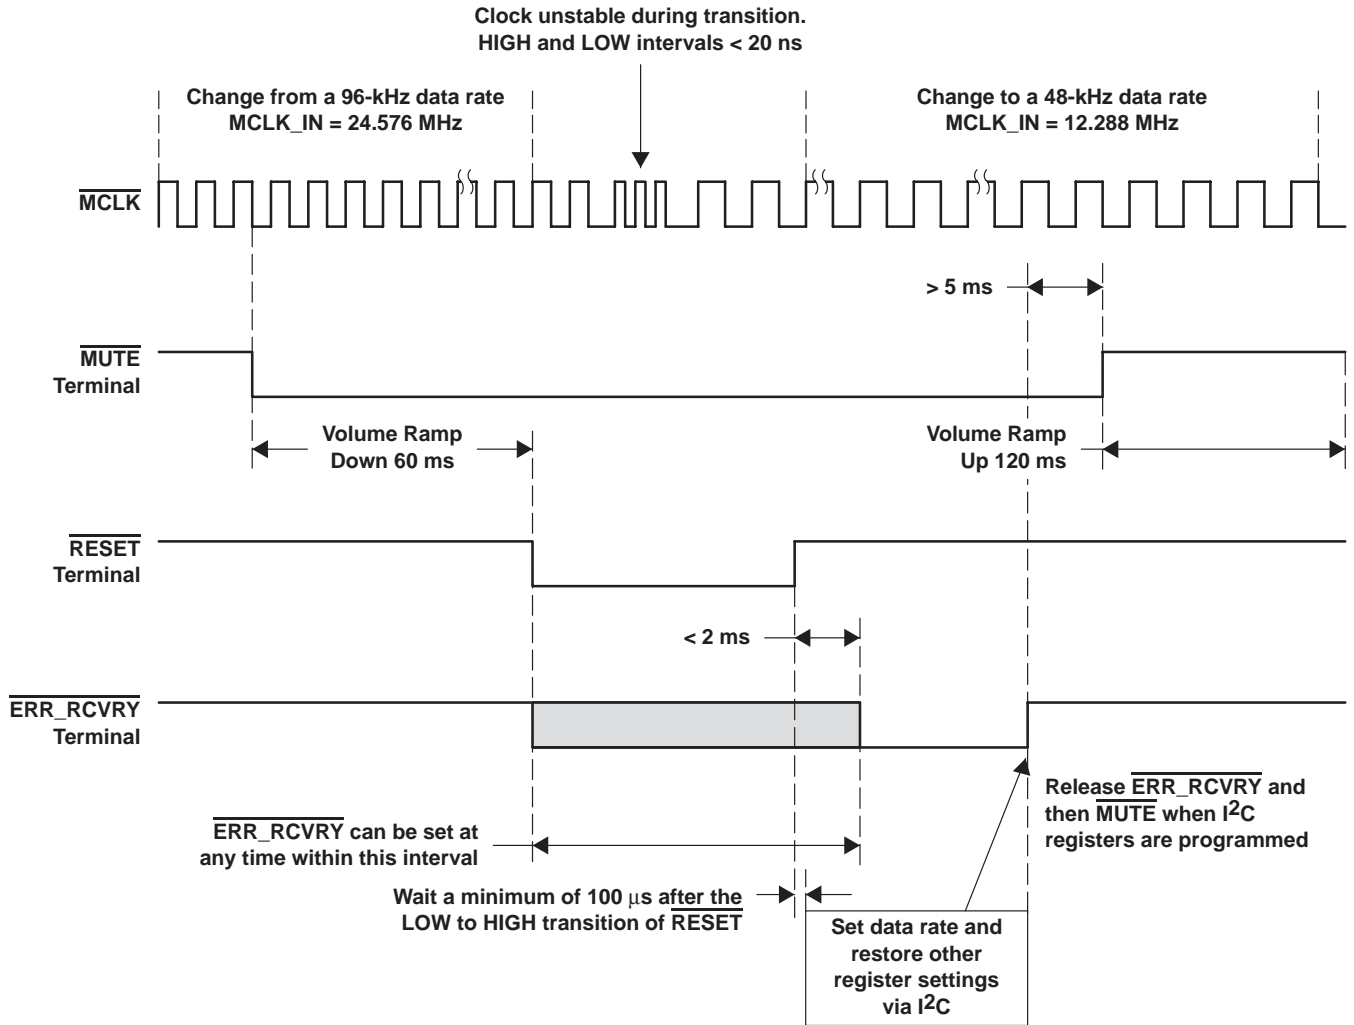 Clock unstable during transition.
HIGH and LOW intervals < 20 ns
Change from a 96-kHz data rate
MCLK_IN = 24.576 MHz
Change to a 48-kHz data rate
MCLK_IN = 12.288 MHz
MCLK
> 5 ms
MUTE
Terminal
Volume Ramp
Down 60 ms
Volume Ramp
Up 120 ms
RESET
Terminal
< 2 ms
ERR_RCVRY
Terminal
Release ERR_RCVRY and
then MUTE when I2C
registers are programmed
ERR_RCVRY can be set at
any time within this interval
Wait a minimum of 100 μs after the
LOW to HIGH transition of RESET
Set data rate and
restore other
register settings
via I2C